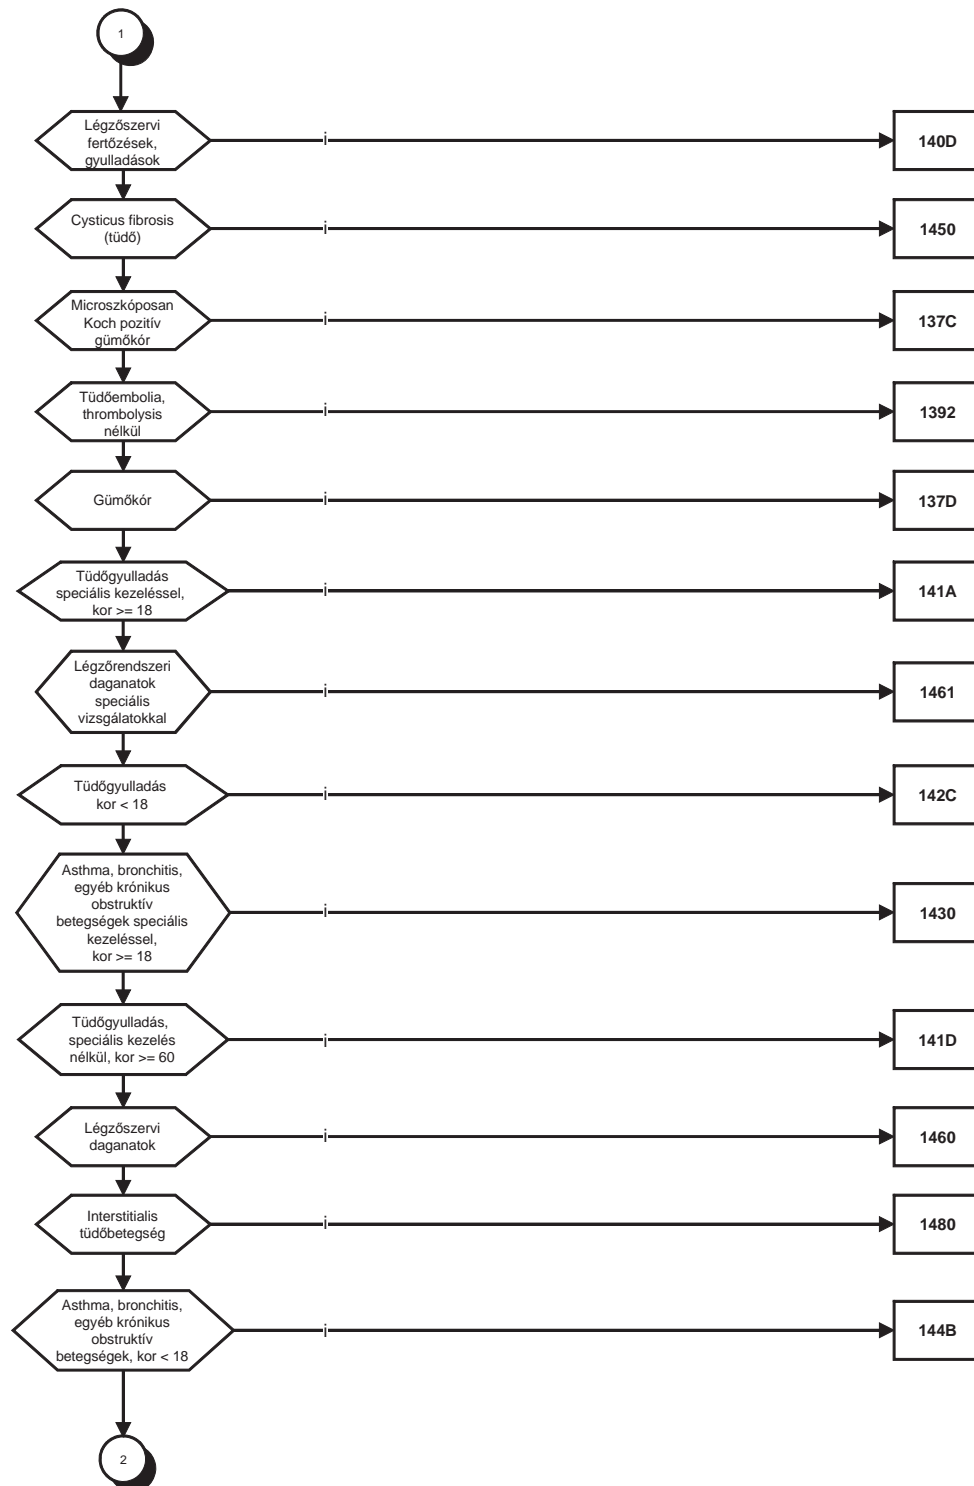 1
Légzőszervi
fertőzések,
gyulladások
i
140D
Cysticus fibrosis
(tüdő)
i
1450
Microszkóposan
Koch pozitív
gümőkór
i
137C
Tüdőembolia,
thrombolysis
nélkül
i
1392
Gümőkór
i
137D
Tüdőgyulladás
speciális kezeléssel,
kor >= 18
i
141A
Légzőrendszeri
daganatok
speciális
vizsgálatokkal
i
1461
Tüdőgyulladás
kor < 18
i
142C
Asthma, bronchitis,
egyéb krónikus
obstruktív
betegségek speciális
kezeléssel,
kor >= 18
i
1430
Tüdőgyulladás,
speciális kezelés
nélkül, kor >= 60
i
141D
Légzőszervi
daganatok
i
1460
Interstitialis
tüdőbetegség
i
1480
Asthma, bronchitis,
egyéb krónikus
obstruktív
betegségek, kor < 18
i
144B
2